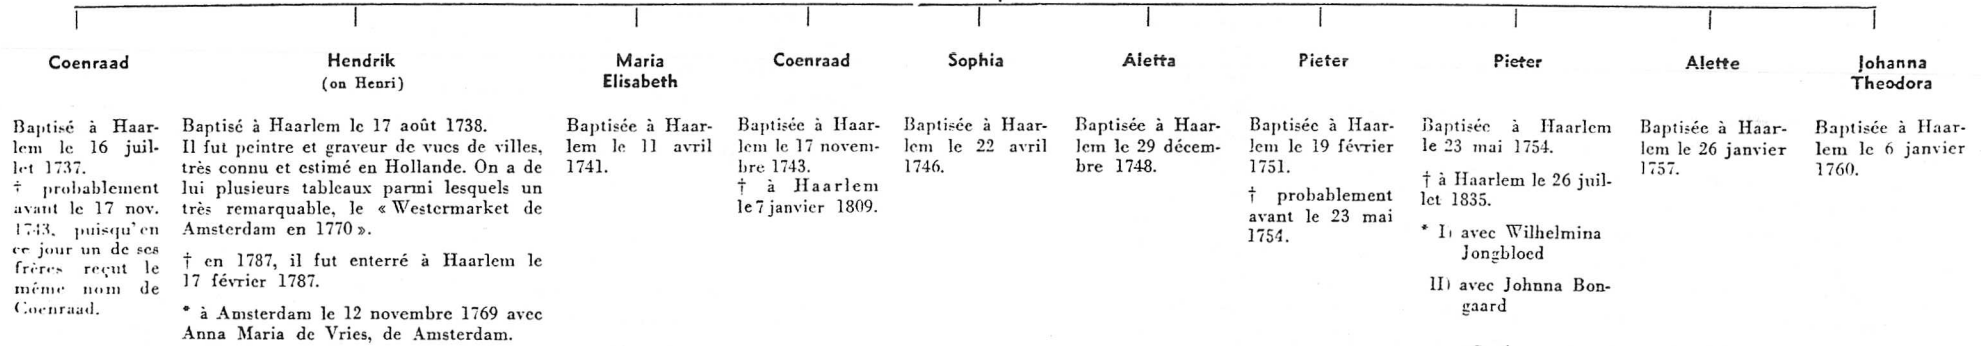 Coenraad
Baptisé à Haar-
lem le 16 juil-
let 1737.
† probablement
avant le 17 nov.
1743, puisqu'en
ce jour un de ses
frères reçut le
même nom de
Coenraad.
Hendrik
(on Henri)
Baptisé à Haarlem le 17 août 1738.
Il fut peintre et graveur de vues de villes,
très connu et estimé en Hollande. On a de
lui plusieurs tableaux parmi lesquels un
très remarquable, le « Westermarket de
Amsterdam en 1770 ».
† en 1787, il fut enterré à Haarlem le
17 février 1787.
* à Amsterdam le 12 novembre 1769 avec
Anna Maria de Vries, de Amsterdam.
Maria
Elisabeth
Baptisée à Haar-
lem le 11 avril
1741.
Coenraad
Baptisée à Haar-
lem le 17 novem-
bre 1743.
† à Haarlem
le 7 janvier 1809.
Sophia
Baptisée à Haar-
lem le 22 avril
1746.
Aletta
Baptisée à Haar-
lem le 29 décem-
bre 1748.
Pieter
Baptisée à Haar-
lem le 19 février
1751.
† probablement
avant le 23 mai
1754.
Pieter
Baptisée à Haarlem
le 23 mai 1754.
† à Haarlem le 26 juil-
let 1835.
* I) avec Wilhelmina
Jongbloed
II) avec Johnna Bon-
gaard
Alette
Baptisée à Haar-
lem le 26 janvier
1757.
Johanna
Theodora
Baptisée à Haar-
lem le 6 janvier
1760.